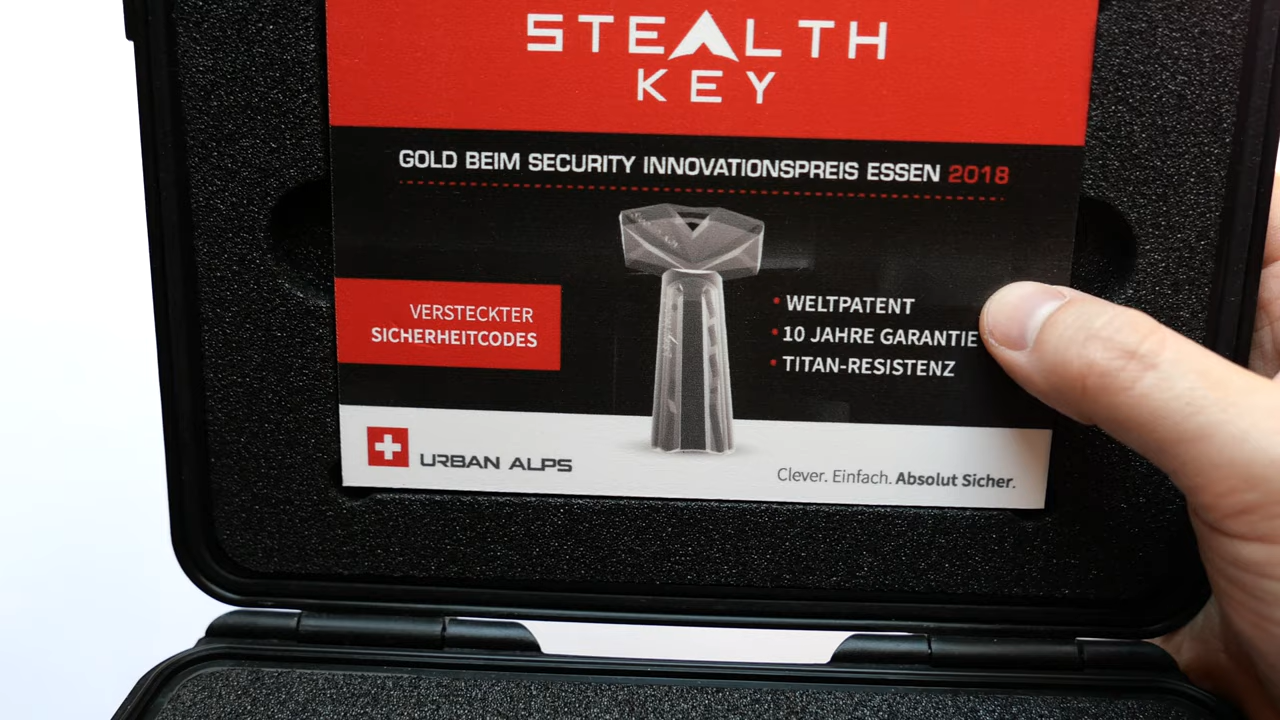 STEALTH
KEY
GOLD BEIM SECURITY INNOVATIONSPREIS ESSEN 2018
VERSTECKTER
SICHERHEITCODES
• WELTPATENT
• 10 JAHRE GARANTIE
• TITAN-RESISTENZ
URBAN ALPS
Clever. Einfach. Absolut Sicher.